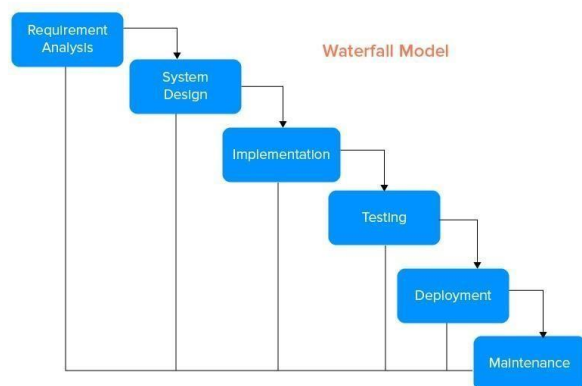 Requirement
Analysis
Waterfall Model
System
Design
Implementation
Testing
Deployment
Maintenance